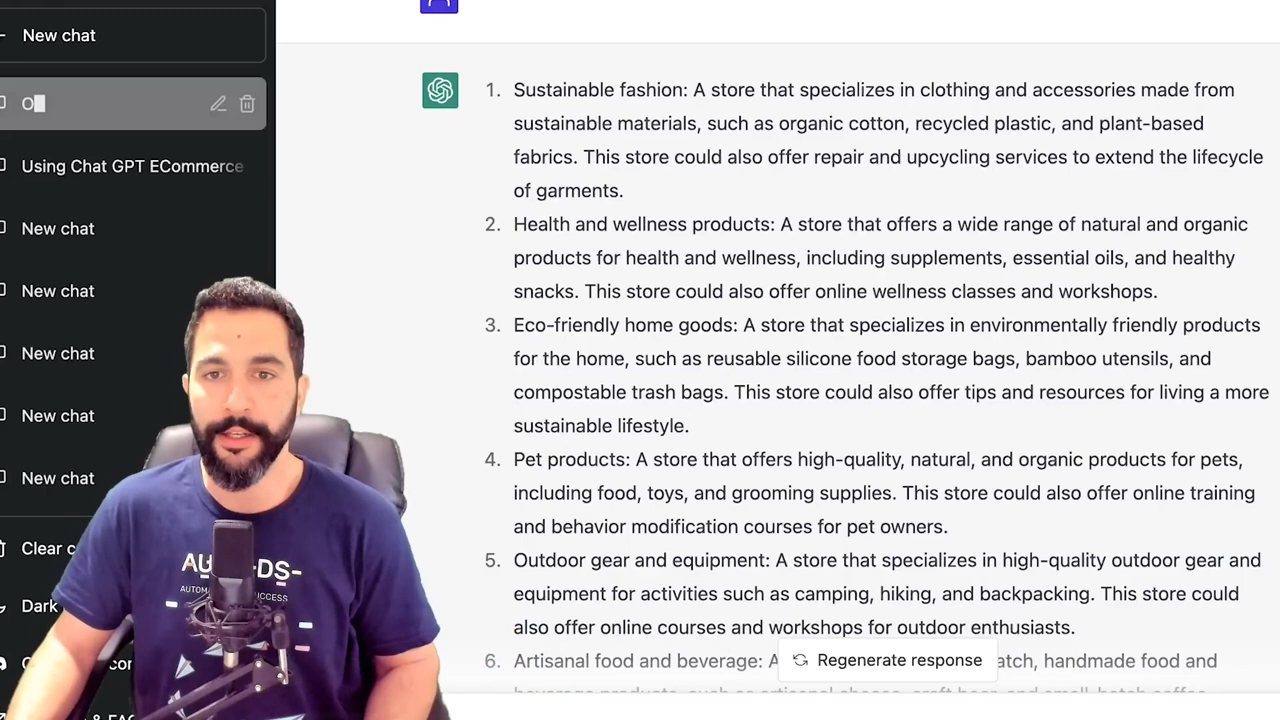 New chat
O
Using Chat GPT ECommerce
New chat
New chat
New chat
New chat
New chat
Clear c
Dark
1. Sustainable fashion: A store that specializes in clothing and accessories made from
sustainable materials, such as organic cotton, recycled plastic, and plant-based
fabrics. This store could also offer repair and upcycling services to extend the lifecycle
of garments.
2. Health and wellness products: A store that offers a wide range of natural and organic
products for health and wellness, including supplements, essential oils, and healthy
snacks. This store could also offer online wellness classes and workshops.
3. Eco-friendly home goods: A store that specializes in environmentally friendly products
for the home, such as reusable silicone food storage bags, bamboo utensils, and
compostable trash bags. This store could also offer tips and resources for living a more
sustainable lifestyle.
4. Pet products: A store that offers high-quality, natural, and organic products for pets,
including food, toys, and grooming supplies. This store could also offer online training
and behavior modification courses for pet owners.
5. Outdoor gear and equipment: A store that specializes in high-quality outdoor gear and
equipment for activities such as camping, hiking, and backpacking. This store could
also offer online courses and workshops for outdoor enthusiasts.
6. Artisanal food and beverage: A atch, handmade food and
Regenerate response